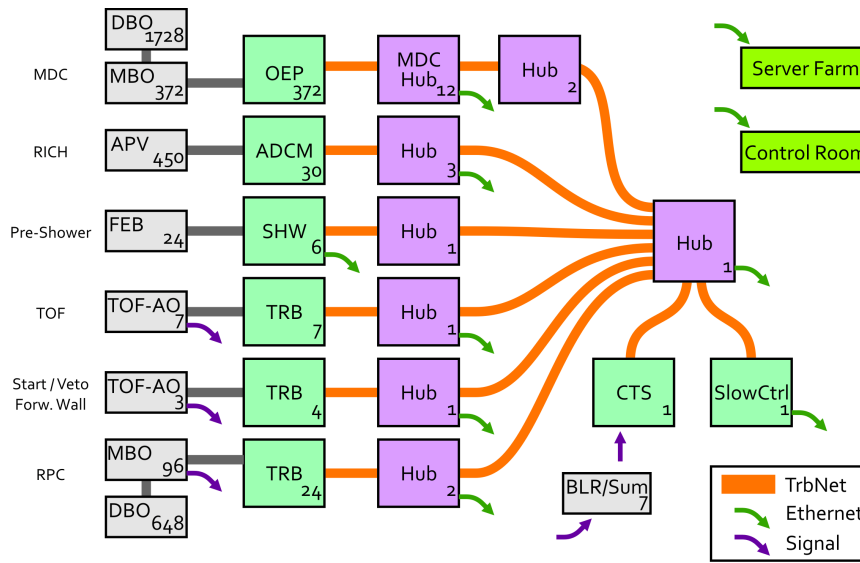 DBO
1728
MDC
MBO
372
OEP
372
MDC
Hub
12
Hub
2
Server Farm
RICH
APV
450
ADCM
30
Hub
3
Control Room
Pre-Shower
FEB
24
SHW
6
Hub
1
Hub
1
TOF
TOF-AO
7
TRB
7
Hub
1
Start / Veto
Forw. Wall
TOF-AO
3
TRB
4
Hub
1
CTS
1
SlowCtrl
1
RPC
MBO
96
TRB
24
Hub
2
DBO
648
BLR/Sum
7
TrbNet
Ethernet
Signal